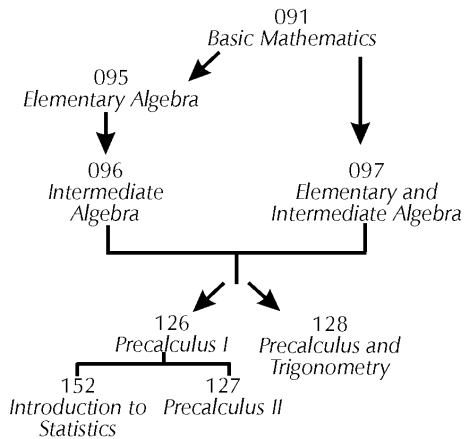 091
Basic Mathematics
095
Elementary Algebra
096
Intermediate
Algebra
097
Elementary and
Intermediate Algebra
126
Precalculus I
128
Precalculus and
Trigonometry
152
Introduction to
Statistics
127
Precalculus II